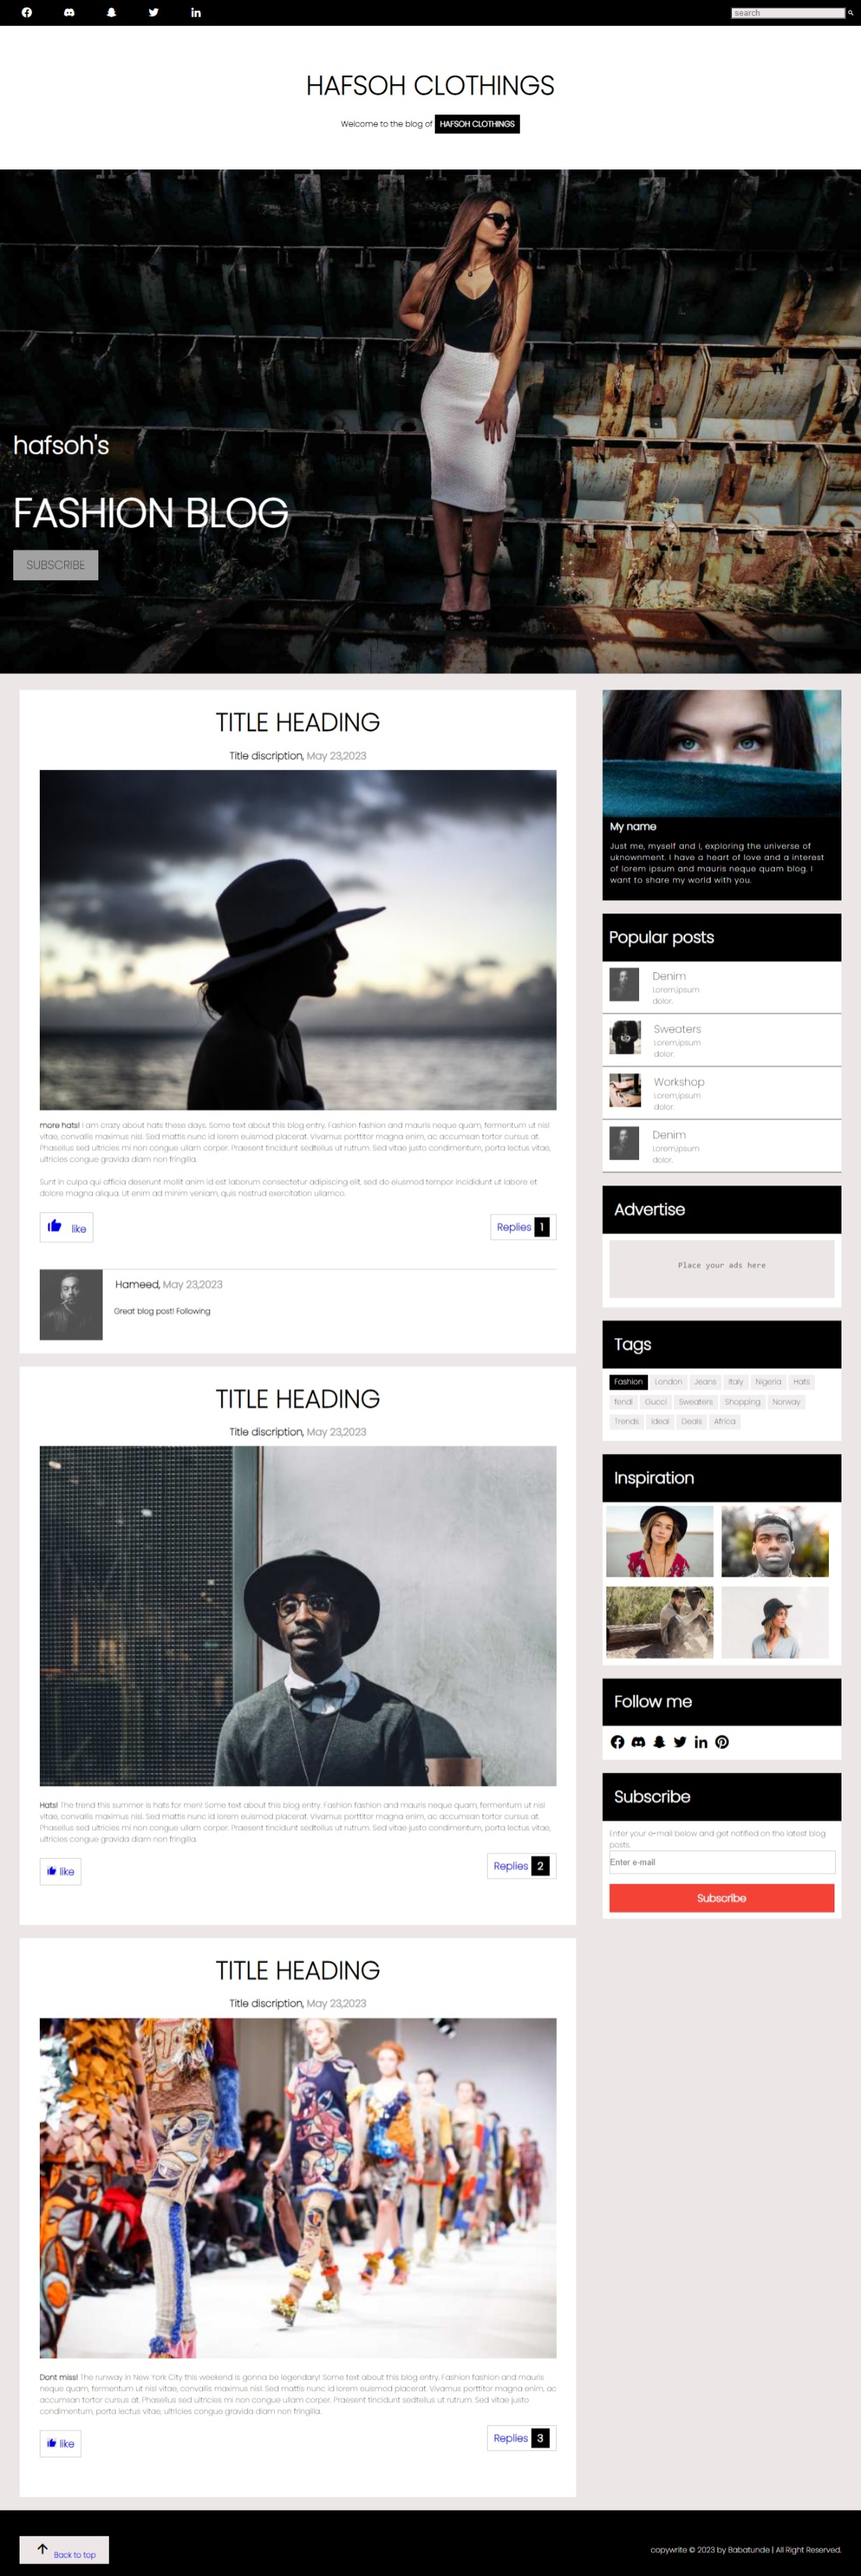 search
HAFSOH CLOTHINGS
Welcome to the blog of HAFSOH CLOTHINGS
hafsoh's
FASHION BLOG
SUBSCRIBE
TITLE HEADING
Title discription, May 23,2023
more hats! I am crazy about hats these days. Some text about this blog entry. Fashion fashion and mauris neque quam, fermentum ut nisl
vitae, convallis maximus nisl. Sed mattis nunc id lorem euismod placerat. Vivamus porttitor magna enim, ac accumsan tortor cursus at.
Phasellus sed ultricies mi non congue ullam corper. Praesent tincidunt sedtellus ut rutrum. Sed vitae justo condimentum, porta lectus vitae,
ultricies congue gravida diam non fringilla.
Sunt in culpa qui officia deserunt mollit anim id est laborum consectetur adipiscing elit, sed do eiusmod tempor incididunt ut labore et
dolore magna aliqua. Ut enim ad minim veniam, quis nostrud exercitation ullamco.
like
Replies 1
Hameed, May 23,2023
Great blog post! Following
TITLE HEADING
Title discription, May 23,2023
Hats! The trend this summer is hats for men! Some text about this blog entry. Fashion fashion and mauris neque quam, fermentum ut nisl
vitae, convallis maximus nisl. Sed mattis nunc id lorem euismod placerat. Vivamus porttitor magna enim, ac accumsan tortor cursus at.
Phasellus sed ultricies mi non congue ullam corper. Praesent tincidunt sedtellus ut rutrum. Sed vitae justo condimentum, porta lectus vitae,
ultricies congue gravida diam non fringilla.
like
Replies 2
TITLE HEADING
Title discription, May 23,2023
Dont miss! The runway in New York City this weekend is gonna be legendary! Some text about this blog entry. Fashion fashion and mauris
neque quam, fermentum ut nisl vitae, convallis maximus nisl. Sed mattis nunc id lorem euismod placerat. Vivamus porttitor magna enim, ac
accumsan tortor cursus at. Phasellus sed ultricies mi non congue ullam corper. Praesent tincidunt sedtellus ut rutrum. Sed vitae justo
condimentum, porta lectus vitae, ultricies congue gravida diam non fringilla.
like
Replies 3
My name
Just me, myself and I, exploring the universe of
uknownment. I have a heart of love and a interest
of lorem ipsum and mauris neque quam blog. I
want to share my world with you.
Popular posts
Denim
Lorem,ipsum
dolor.
Sweaters
Lorem,ipsum
dolor.
Workshop
Lorem,ipsum
dolor.
Denim
Lorem,ipsum
dolor.
Advertise
Place your ads here
Tags
Fashion London Jeans Italy Nigeria Hats
fendi Gucci Sweaters Shopping Norway
Trends Ideal Deals Africa
Inspiration
Follow me
Subscribe
Enter your e-mail below and get notified on the latest blog
posts.
Enter e-mail
Subscribe
Back to top
copywrite © 2023 by Babatunde | All Right Reserved.